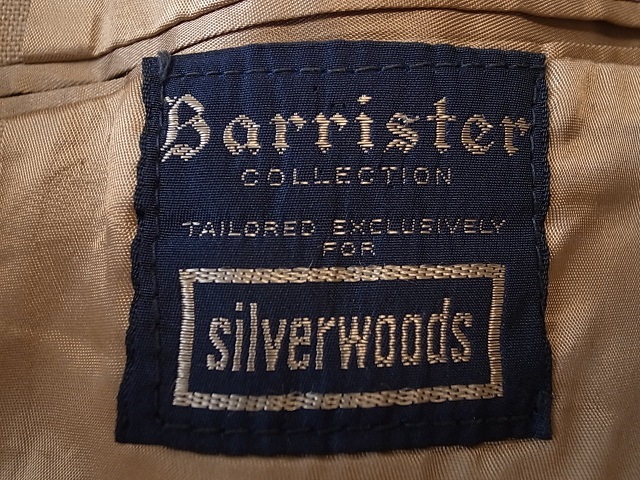 Barrister
COLLECTION
TAILORED EXCLUSIVELY
FOR
silverwoods